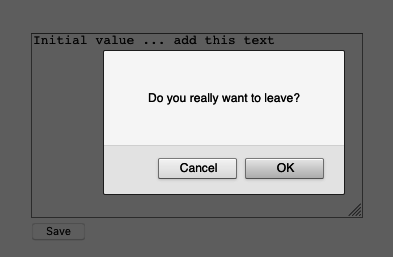 Initial value ... add this text
Do you really want to leave?
Cancel OK
Save